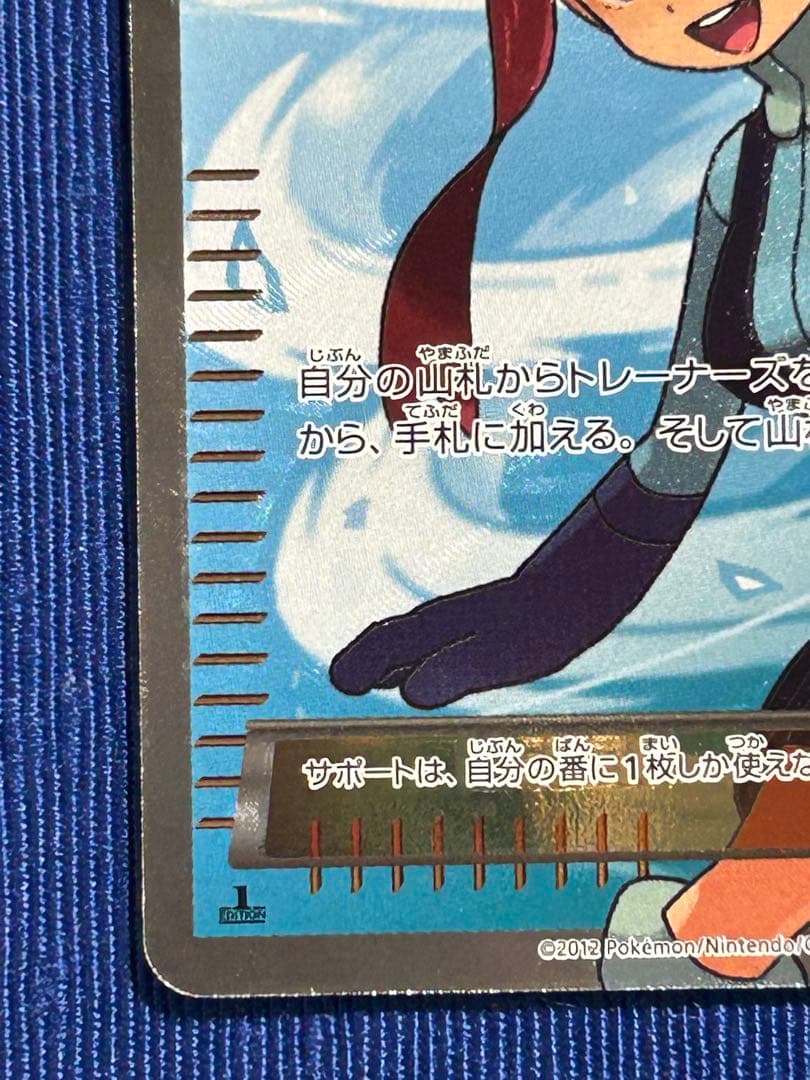 自分の山札からトレーナーズを
から、手札に加える。そして山
サポートは、自分の番に1枚しか使えな
1
EDITION
©2012 Pokémon/Nintendo/